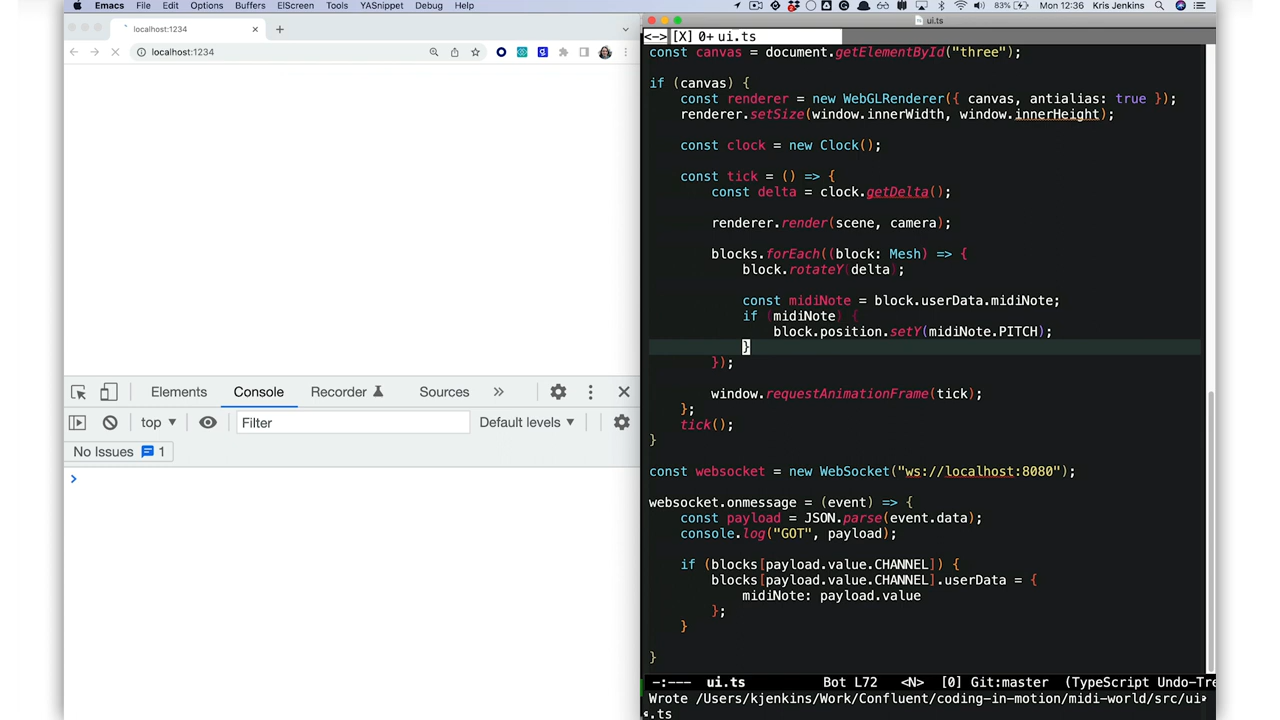 Emacs File Edit Options Buffers ElScreen Tools YASnippet Debug Help 83% Mon 12:36 Kris Jenkins
localhost:1234
localhost:1234
Elements Console Recorder Sources
top Filter Default levels
No Issues 1
>
ui.ts
<-> [X] 0+ ui.ts
const canvas = document.getElementById("three");
if (canvas) {
const renderer = new WebGLRenderer({ canvas, antialias: true });
renderer.setSize(window.innerWidth, window.innerHeight);
const clock = new Clock();
const tick = () => {
const delta = clock.getDelta();
renderer.render(scene, camera);
blocks.forEach((block: Mesh) => {
block.rotateY(delta);
const midiNote = block.userData.midiNote;
if (midiNote) {
block.position.setY(midiNote.PITCH);
}
});
window.requestAnimationFrame(tick);
};
tick();
}
const websocket = new WebSocket("ws://localhost:8080");
websocket.onmessage = (event) => {
const payload = JSON.parse(event.data);
console.log("GOT", payload);
if (blocks[payload.value.CHANNEL]) {
blocks[payload.value.CHANNEL].userData = {
midiNote: payload.value
};
}
}
-:--- ui.ts Bot L72 <N> [0] Git:master (TypeScript Undo-Tre
Wrote /Users/kjenkins/Work/Confluent/coding-in-motion/midi-world/src/ui
.ts